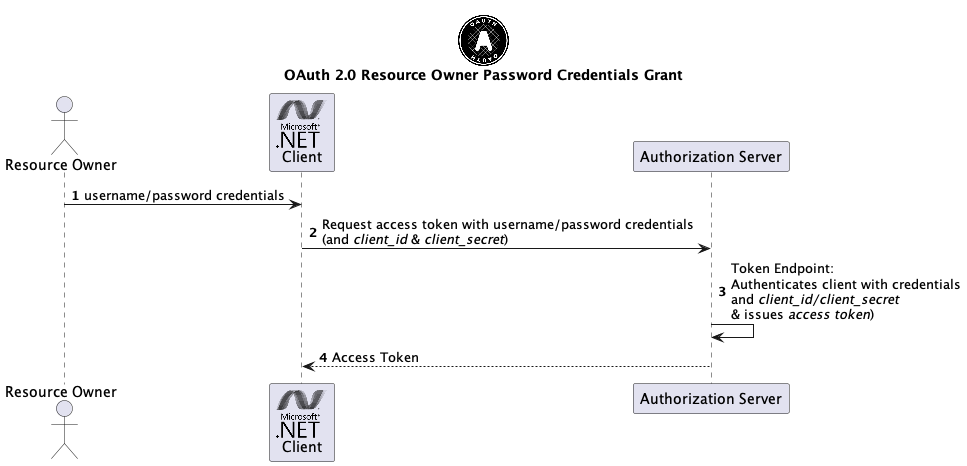 OAUTH
A
OAUTH
OAuth 2.0 Resource Owner Password Credentials Grant
Resource Owner
Microsoft®
.NET
Client
Authorization Server
1 username/password credentials
2 Request access token with username/password credentials
(and client_id & client_secret)
Token Endpoint:
3 Authenticates client with credentials
and client_id/client_secret
& issues access token)
4 Access Token
Resource Owner
Microsoft®
.NET
Client
Authorization Server